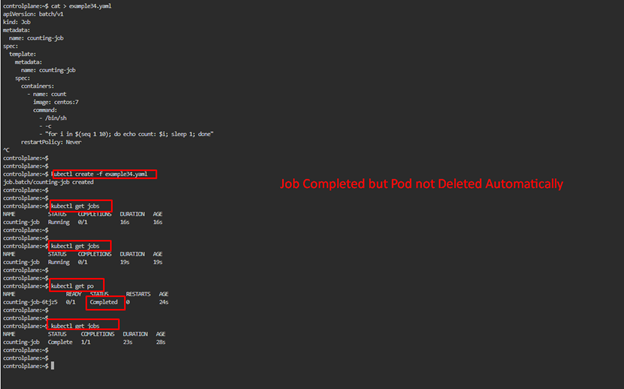 controlplane:~$ cat > example34.yaml
apiVersion: batch/v1
kind: Job
metadata:
  name: counting-job
spec:
  template:
    metadata:
      name: counting-job
    spec:
      containers:
        - name: count
          image: centos:7
          command:
            - /bin/sh
            - -c
            - "for i in $(seq 1 10); do echo count: $i; sleep 1; done"
      restartPolicy: Never
^C
controlplane:~$
controlplane:~$
controlplane:~$ kubectl create -f example34.yaml
job.batch/counting-job created
Job Completed but Pod not Deleted Automatically
controlplane:~$
controlplane:~$
controlplane:~$ kubectl get jobs
NAME STATUS COMPLETIONS DURATION AGE
counting-job Running 0/1 16s 16s
controlplane:~$
controlplane:~$
controlplane:~$ kubectl get jobs
NAME STATUS COMPLETIONS DURATION AGE
counting-job Running 0/1 19s 19s
controlplane:~$
controlplane:~$
controlplane:~$ kubectl get po
NAME READY STATUS RESTARTS AGE
counting-job-6tjz5 0/1 Completed 0 24s
controlplane:~$
controlplane:~$
controlplane:~$ kubectl get jobs
NAME STATUS COMPLETIONS DURATION AGE
counting-job Complete 1/1 23s 28s
controlplane:~$
controlplane:~$
controlplane:~$